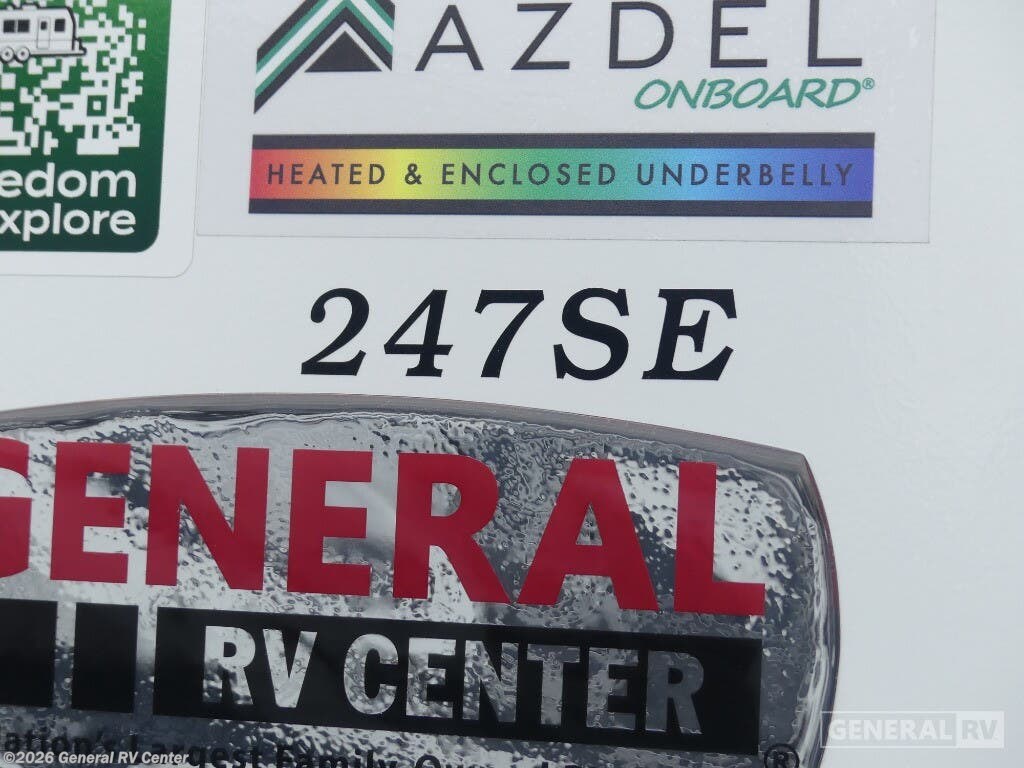 AZDEL
ONBOARD®
HEATED & ENCLOSED UNDERBELLY
edom
xplore
247SE
GENERAL
RV CENTER
®
©2026 General RV Center
GENERAL RV